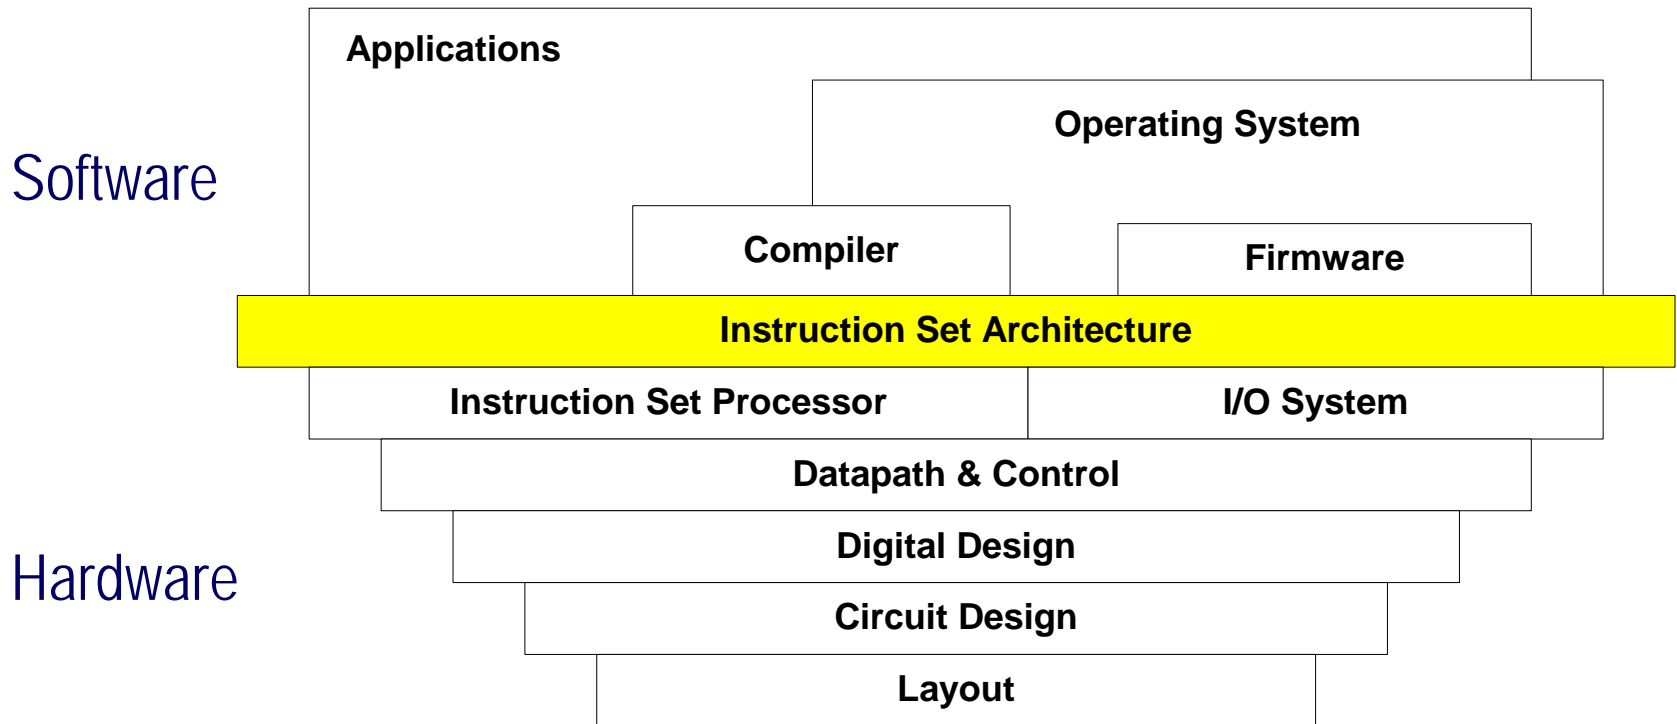 Applications
Operating System
Software
Compiler
Firmware
Instruction Set Architecture
Instruction Set Processor
I/O System
Datapath & Control
Digital Design
Hardware
Circuit Design
Layout